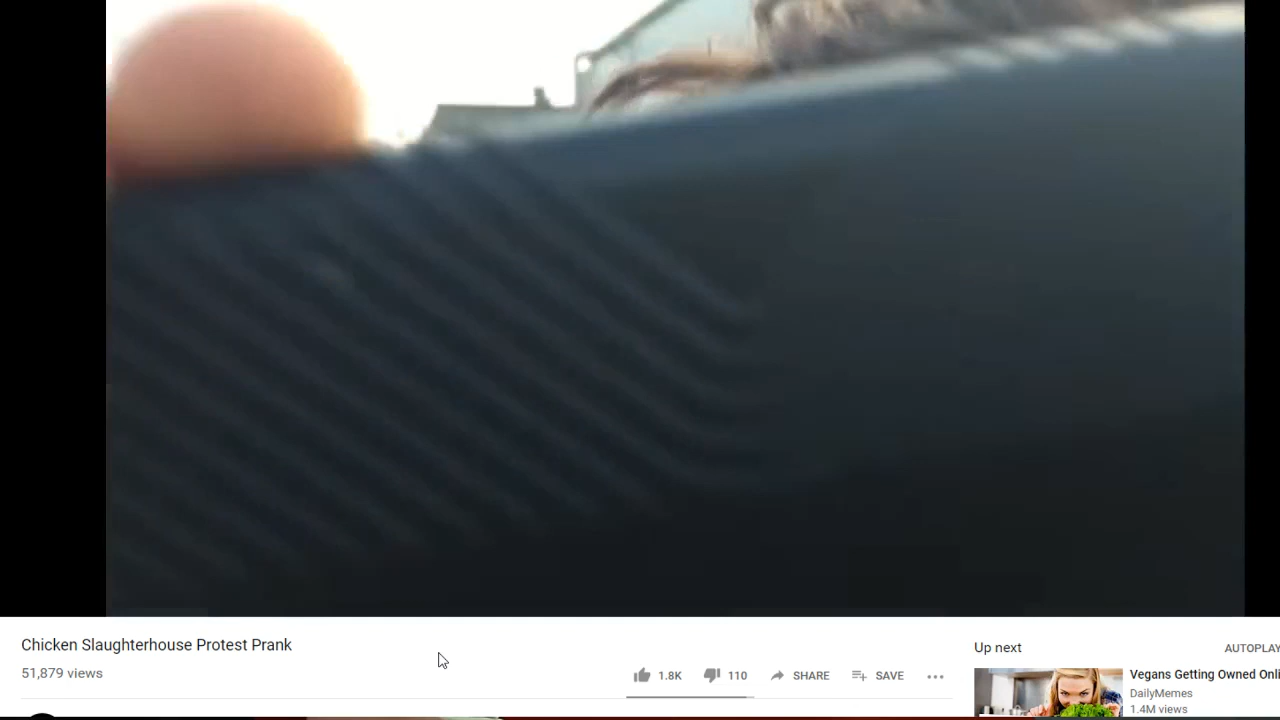 Chicken Slaughterhouse Protest Prank
51,879 views
1.8K
110
SHARE
SAVE
Up next
AUTOPLAY
Vegans Getting Owned Onli
DailyMemes
1.4M views